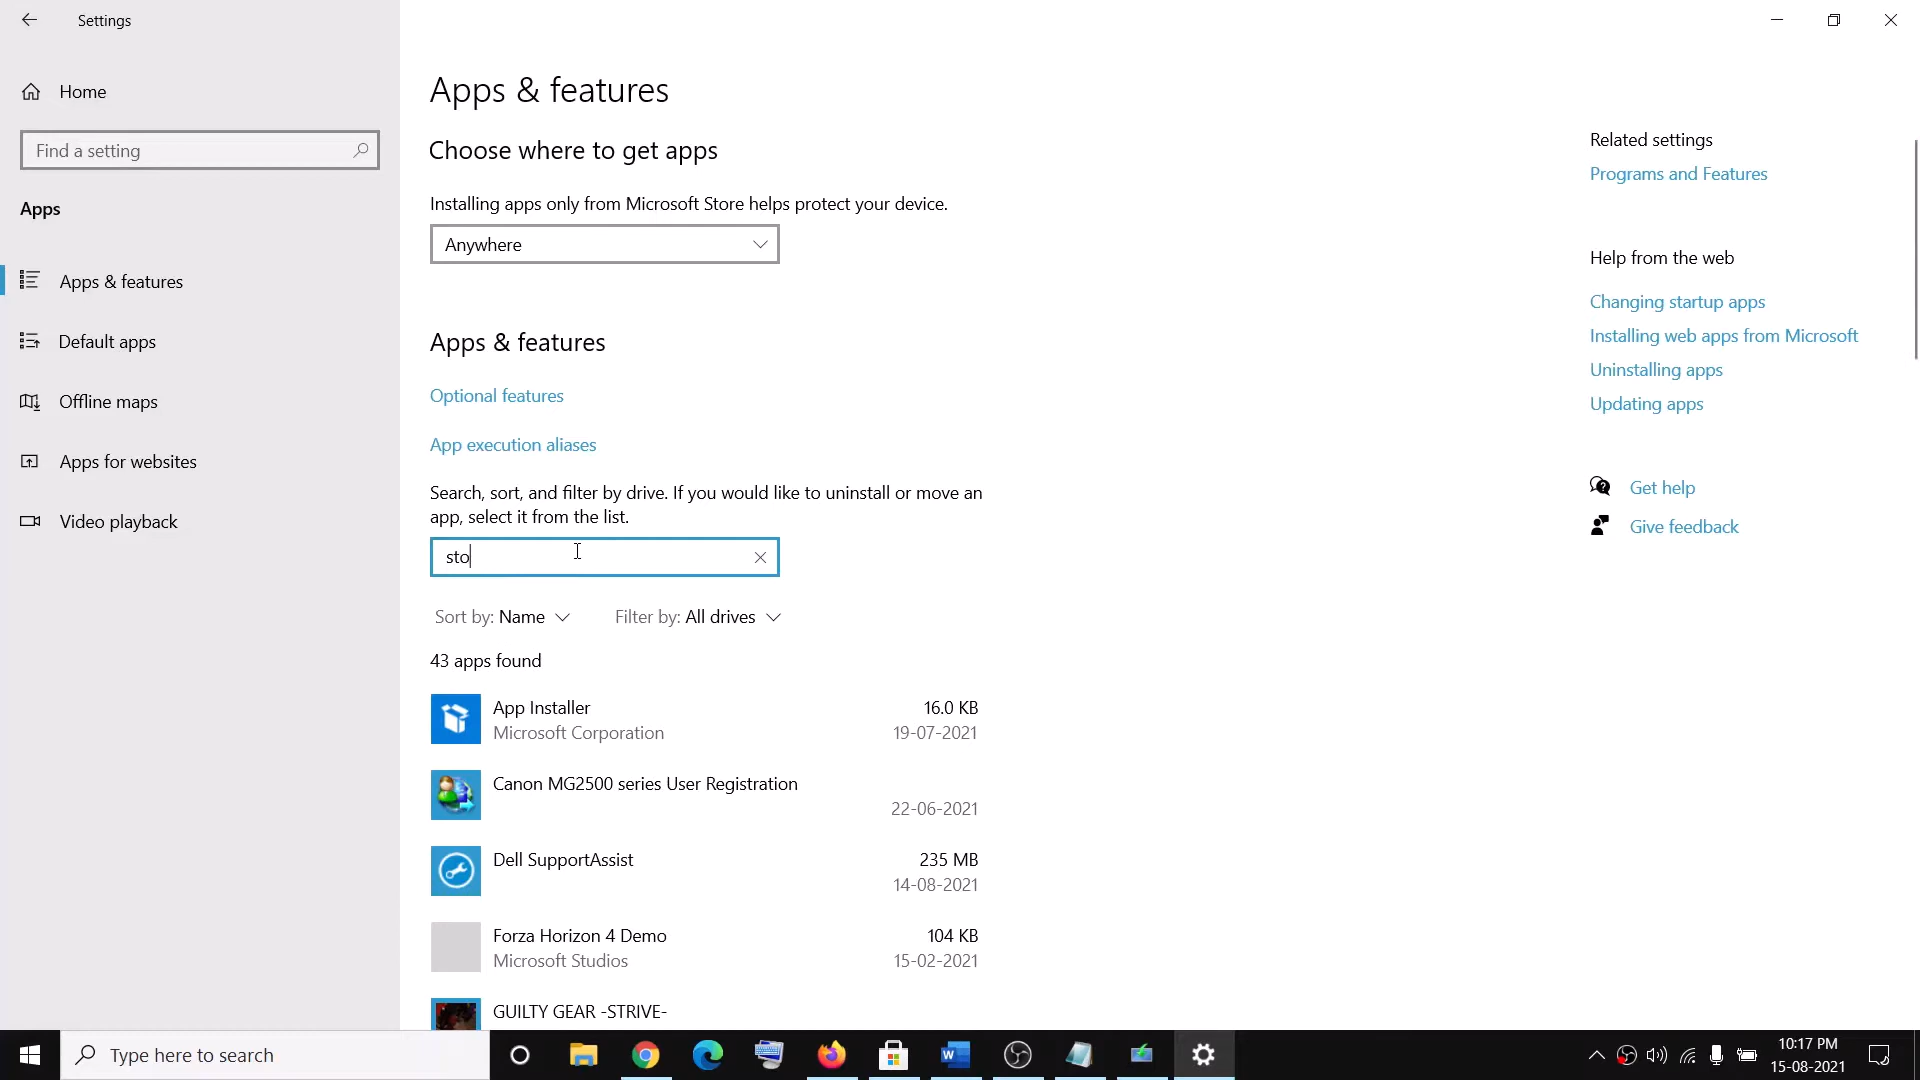 Settings
Home
Find a setting
Apps
Apps & features
Default apps
Offline maps
Apps for websites
Video playback
Apps & features
Choose where to get apps
Installing apps only from Microsoft Store helps protect your device.
Anywhere
Apps & features
Optional features
App execution aliases
Search, sort, and filter by drive. If you would like to uninstall or move an
app, select it from the list.
sto
Sort by: Name Filter by: All drives
43 apps found
App Installer 16.0 KB
Microsoft Corporation 19-07-2021
Canon MG2500 series User Registration
22-06-2021
Dell SupportAssist 235 MB
14-08-2021
Forza Horizon 4 Demo 104 KB
Microsoft Studios 15-02-2021
GUILTY GEAR -STRIVE-
Related settings
Programs and Features
Help from the web
Changing startup apps
Installing web apps from Microsoft
Uninstalling apps
Updating apps
Get help
Give feedback
Type here to search
W
10:17 PM
15-08-2021